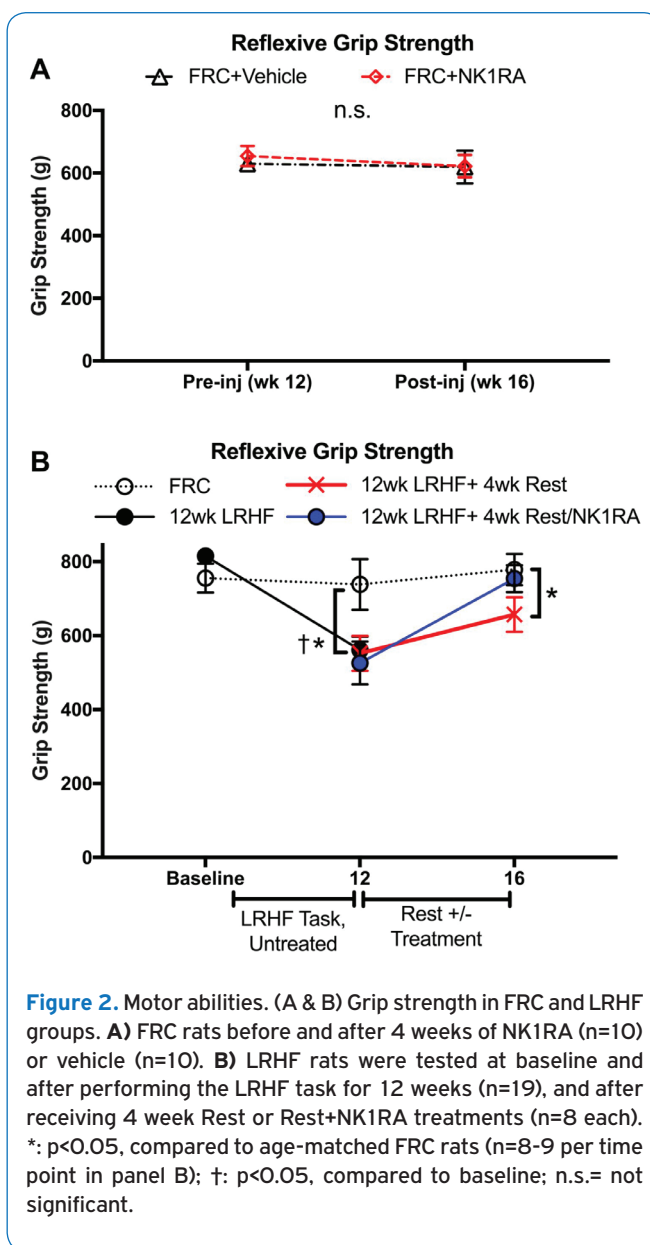 Reflexive Grip Strength
A
FRC+Vehicle FRC+NK1RA
n.s.
800
600
400
200
0
Grip Strength (g)
Pre-inj (wk 12) Post-inj (wk 16)
Reflexive Grip Strength
B
FRC 12wk LRHF+ 4wk Rest
12wk LRHF 12wk LRHF+ 4wk Rest/NK1RA
800
600
400
200
0
Grip Strength (g)
†*
*
Baseline 12 16
LRHF Task, Untreated
Rest +/- Treatment
Figure 2. Motor abilities. (A & B) Grip strength in FRC and LRHF
groups. A) FRC rats before and after 4 weeks of NK1RA (n=10)
or vehicle (n=10). B) LRHF rats were tested at baseline and
after performing the LRHF task for 12 weeks (n=19), and after
receiving 4 week Rest or Rest+NK1RA treatments (n=8 each).
*: p<0.05, compared to age-matched FRC rats (n=8-9 per time
point in panel B); †: p<0.05, compared to baseline; n.s.= not
significant.